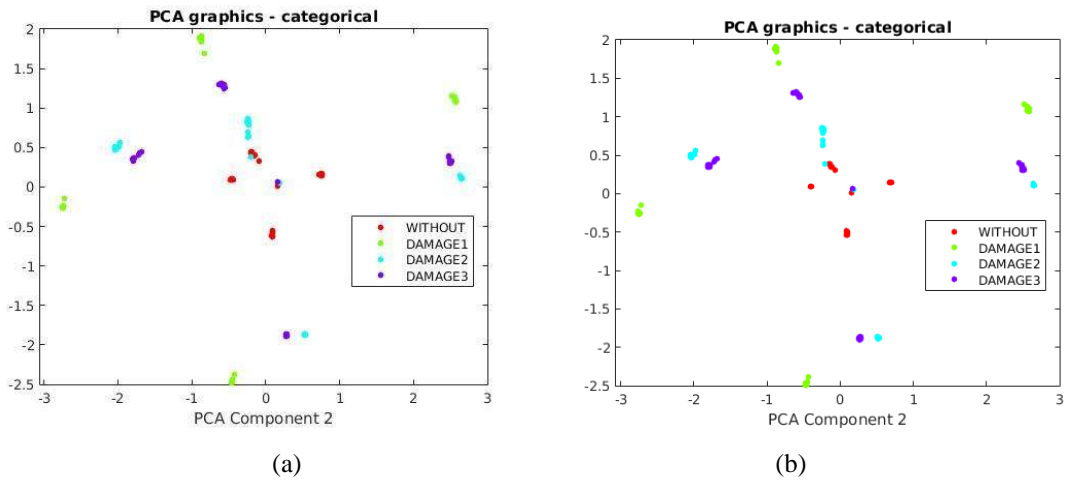 PCA graphics - categorical
2
1.5
1
0.5
0
-0.5
-1
-1.5
-2
-2.5
-3
-2
-1
0
1
2
3
WITHOUT
DAMAGE1
DAMAGE2
DAMAGE3
PCA Component 2
(a)
PCA graphics - categorical
2
1.5
1
0.5
0
-0.5
-1
-1.5
-2
-2.5
-3
-2
-1
0
1
2
3
WITHOUT
DAMAGE1
DAMAGE2
DAMAGE3
PCA Component 2
(b)